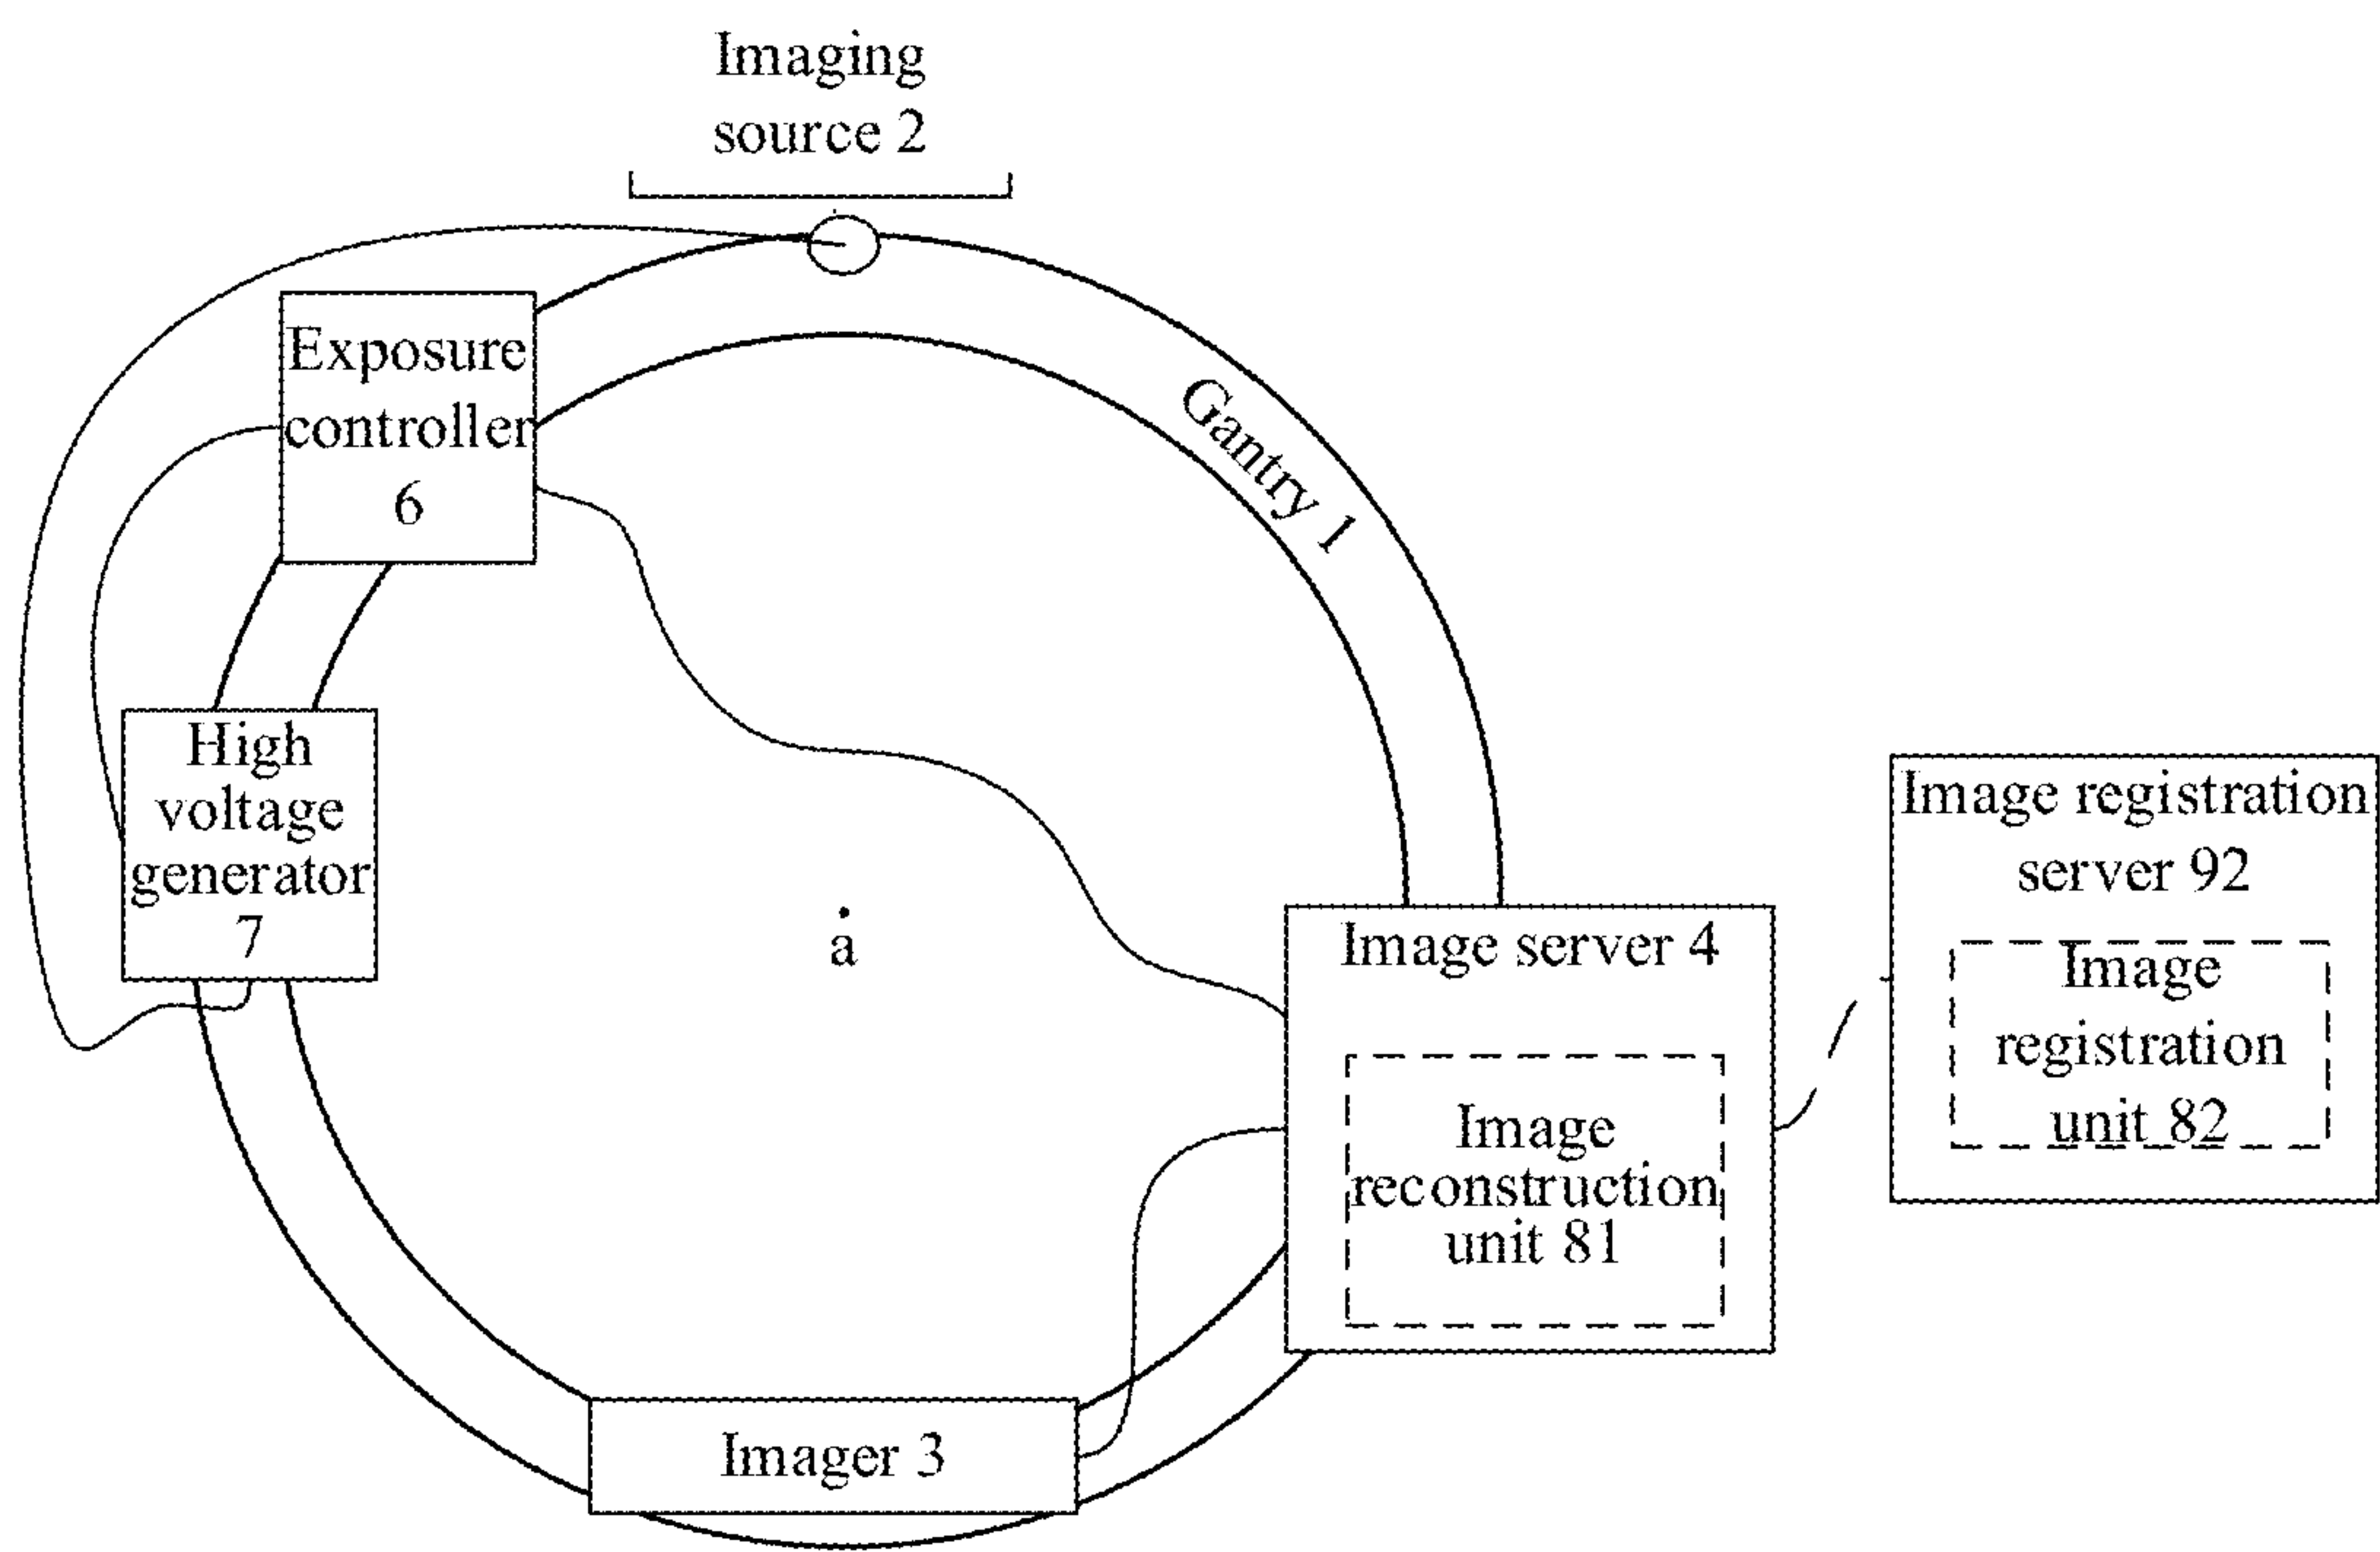 Imaging
source 2
Exposure
controller
6
Gantry 1
High
voltage
generator
7
a
Image server 4
Image
reconstruction
unit 81
Image registration
server 92
Image
registration
unit 82
Imager 3